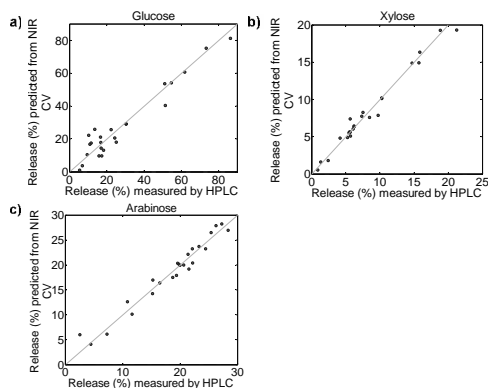 a)
Glucose
Release (%) predicted from NIR
CV
80
60
40
20
0
0 20 40 60 80
Release (%) measured by HPLC
b)
Xylose
Release (%) predicted from NIR
CV
20
15
10
5
0
0 5 10 15 20 25
Release (%) measured by HPLC
c)
Arabinose
Release (%) predicted from NIR
CV
30
25
20
15
10
5
0
0 10 20 30
Release (%) measured by HPLC